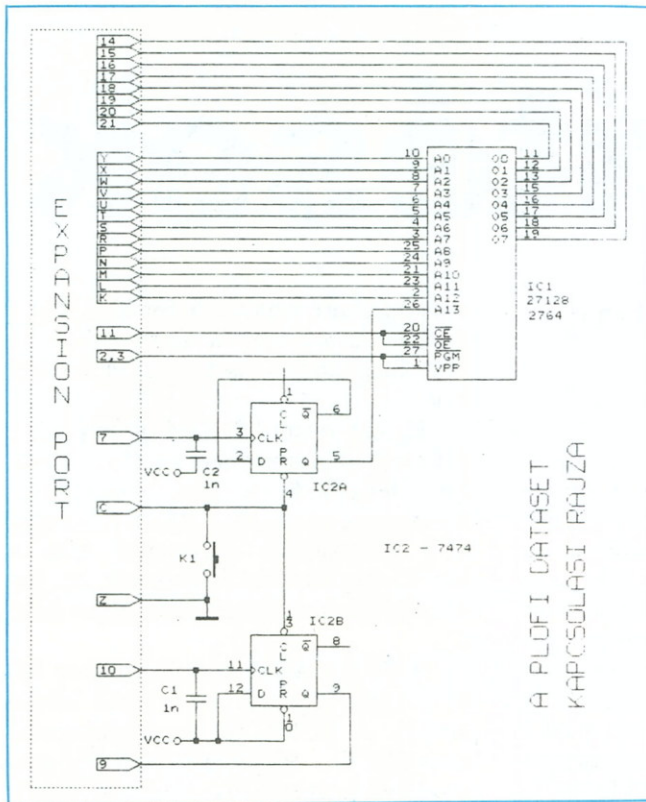 14
15
16
17
18
19
20
21
Y
X
W
V
U
T
S
R
P
N
M
L
K
11
2,3
7
C
Z
10
9
EXPANSION PORT
10 A0 O0 11
9 A1 O1 12
8 A2 O2 13
7 A3 O3 15
6 A4 O4 16
5 A5 O5 17
4 A6 O6 18
3 A7 O7 19
25 A8
24 A9
21 A10
23 A11
2 A12
26 A13
20 CE
22 OE
27 PGM
1 VPP
IC1
27128
2764
1
CL Q 6
3 CLK
2 D PR Q 5
4
IC2A
VCC C2
1n
K1
IC2 - 7474
13
IC2B
CL Q 8
11 CLK
12 D PR Q 9
10
C1
1n
VCC
A PLOFI DATASET
KAPCSOLASI RAJZA